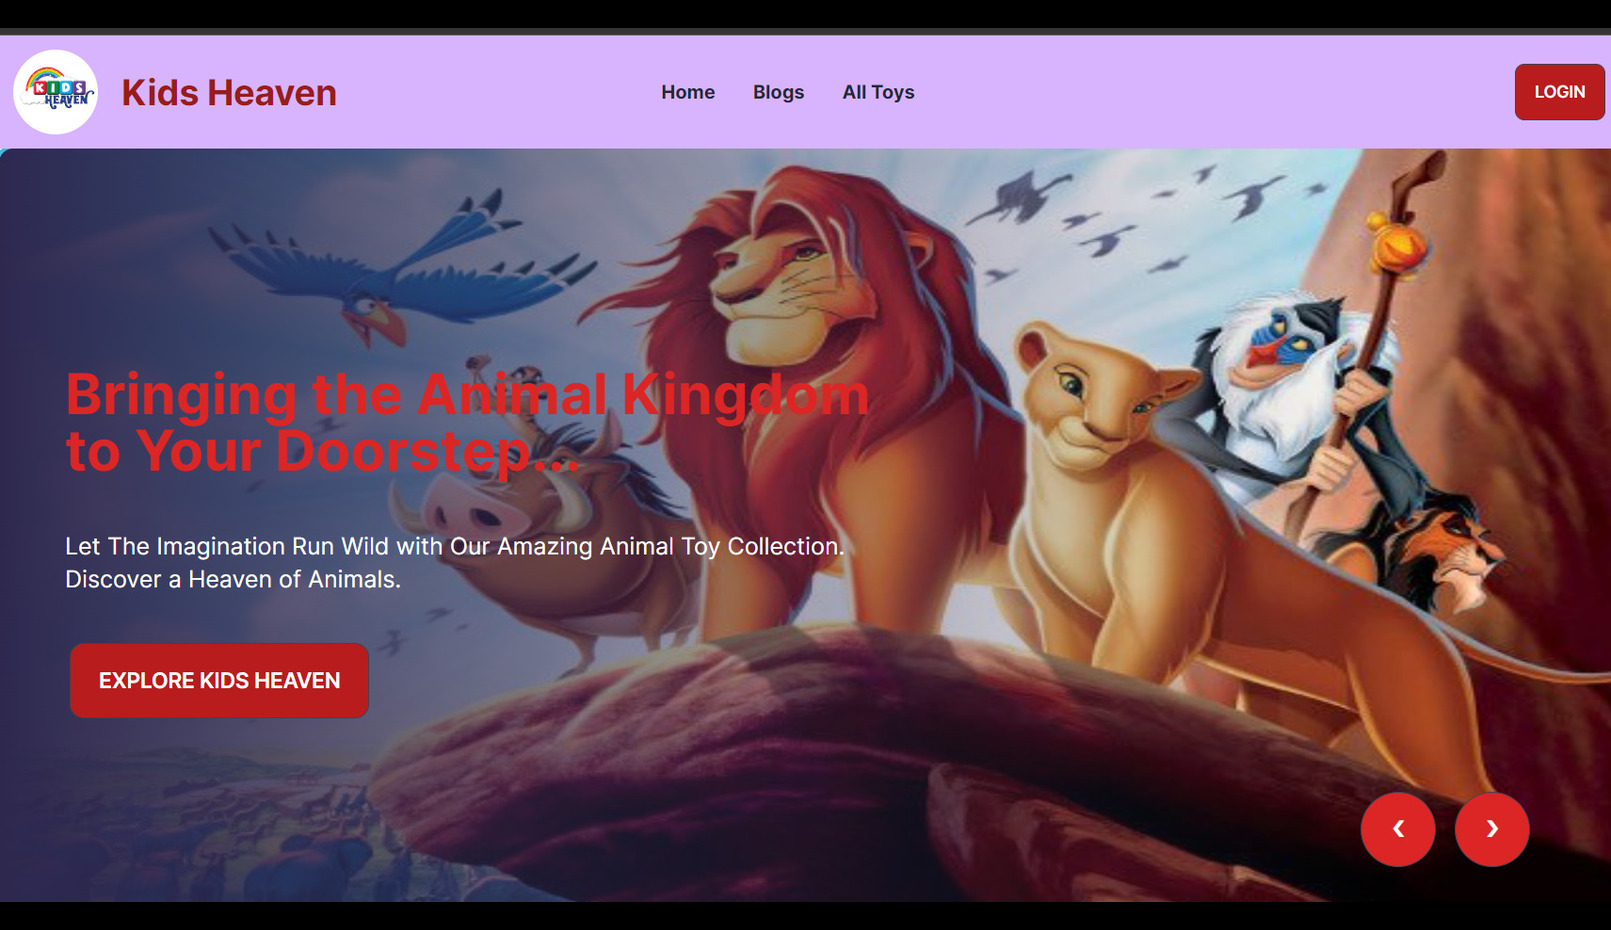 KIDS
HEAVEN
Kids Heaven
Home
Blogs
All Toys
LOGIN
Bringing the Animal Kingdom
to Your Doorstep...
Let The Imagination Run Wild with Our Amazing Animal Toy Collection.
Discover a Heaven of Animals.
EXPLORE KIDS HEAVEN